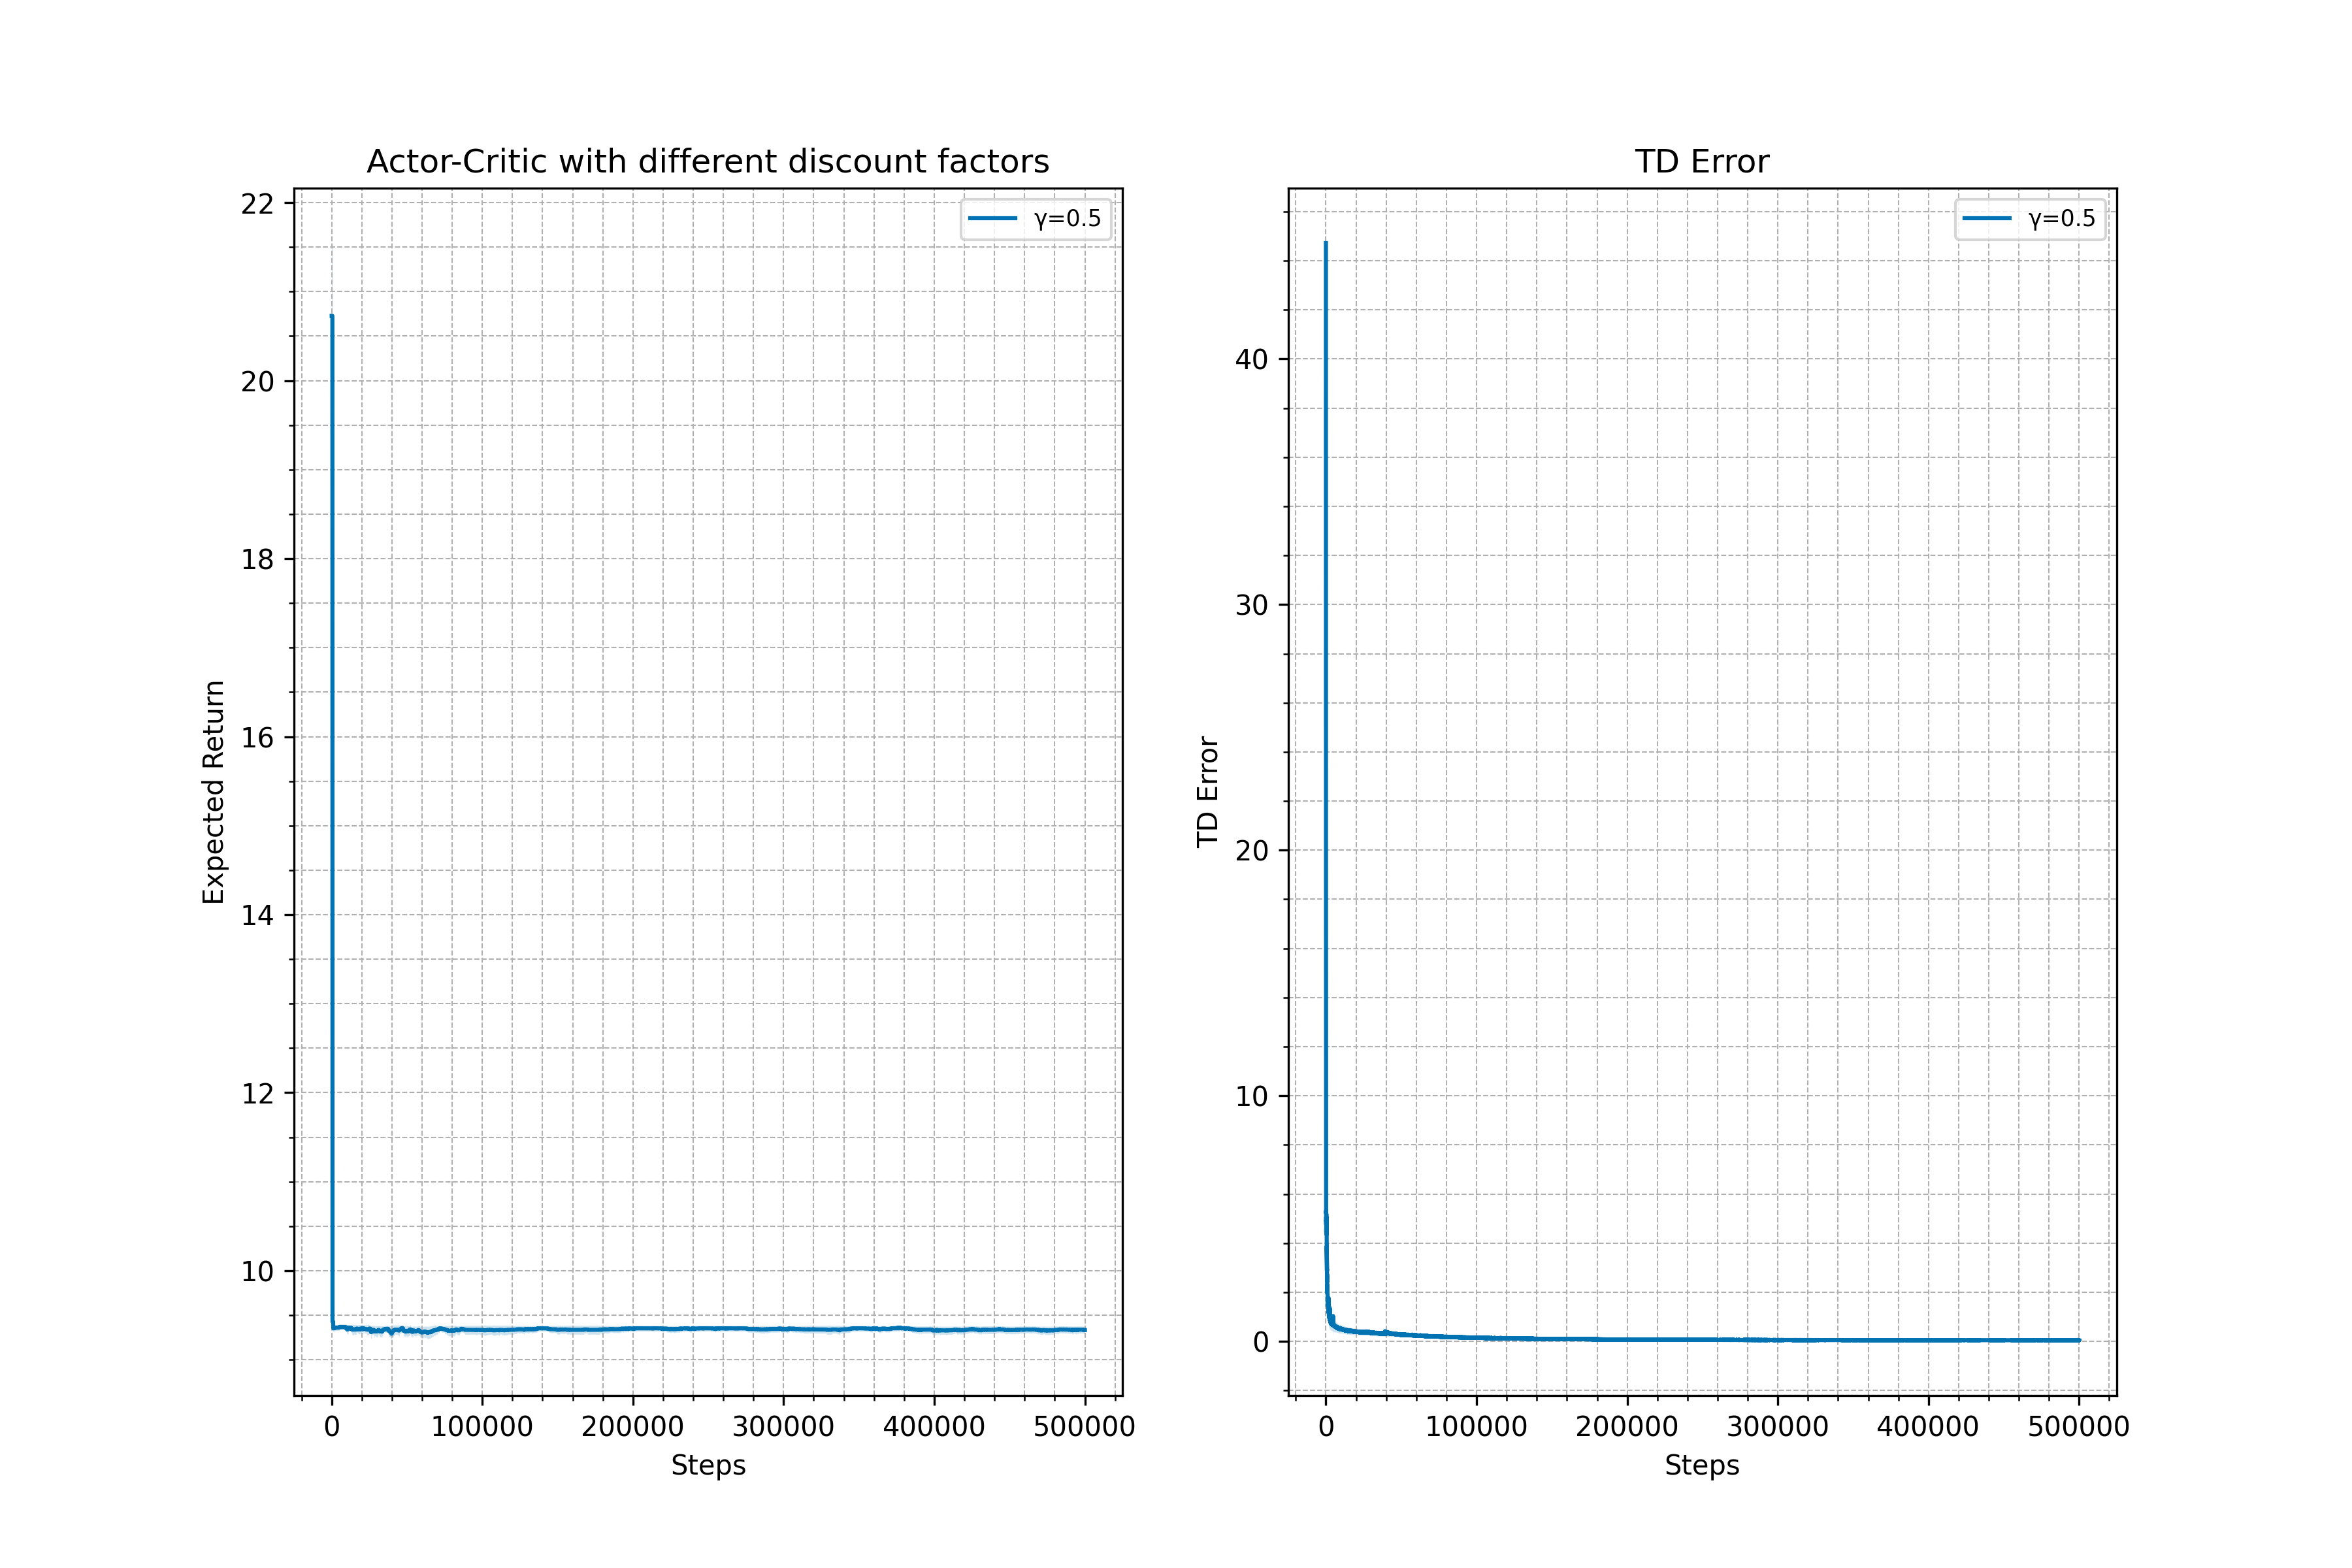 Actor-Critic with different discount factors
22
20
18
16
14
12
10
Expected Return
γ=0.5
0 100000 200000 300000 400000 500000
Steps
TD Error
40
30
20
10
0
TD Error
γ=0.5
0 100000 200000 300000 400000 500000
Steps